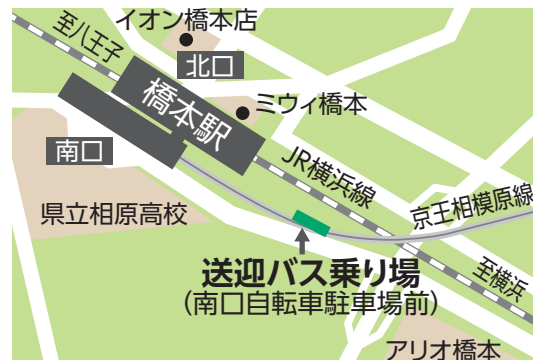 イオン橋本店
至八王子
北口
橋本駅
ミウィ橋本
南口
JR横浜線
県立相原高校
京王相模原線
送迎バス乗り場
(南口自転車駐車場前)
至横浜
アリオ橋本